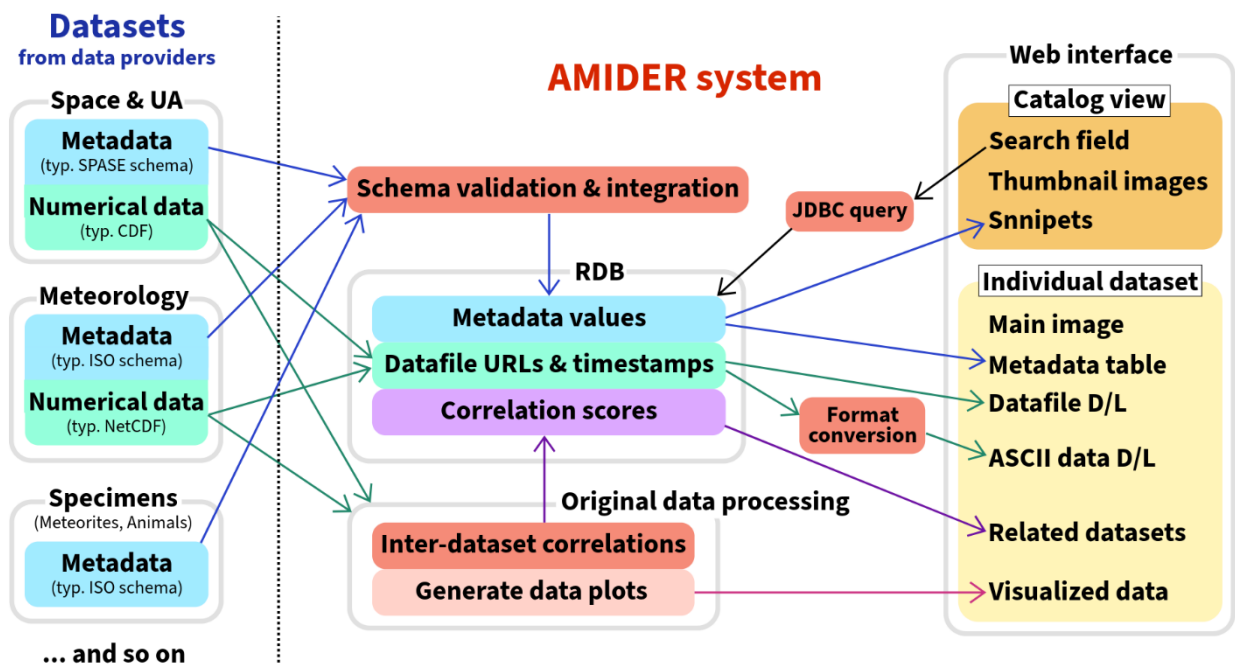 Datasets
from data providers
Space & UA
Metadata
(typ. SPASE schema)
Numerical data
(typ. CDF)
Meteorology
Metadata
(typ. ISO schema)
Numerical data
(typ. NetCDF)
Specimens
(Meteorites, Animals)
Metadata
(typ. ISO schema)
... and so on
AMIDER system
Schema validation & integration
JDBC query
RDB
Metadata values
Datafile URLs & timestamps
Correlation scores
Format
conversion
Original data processing
Inter-dataset correlations
Generate data plots
Web interface
Catalog view
Search field
Thumbnail images
Snnipets
Individual dataset
Main image
Metadata table
Datafile D/L
ASCII data D/L
Related datasets
Visualized data